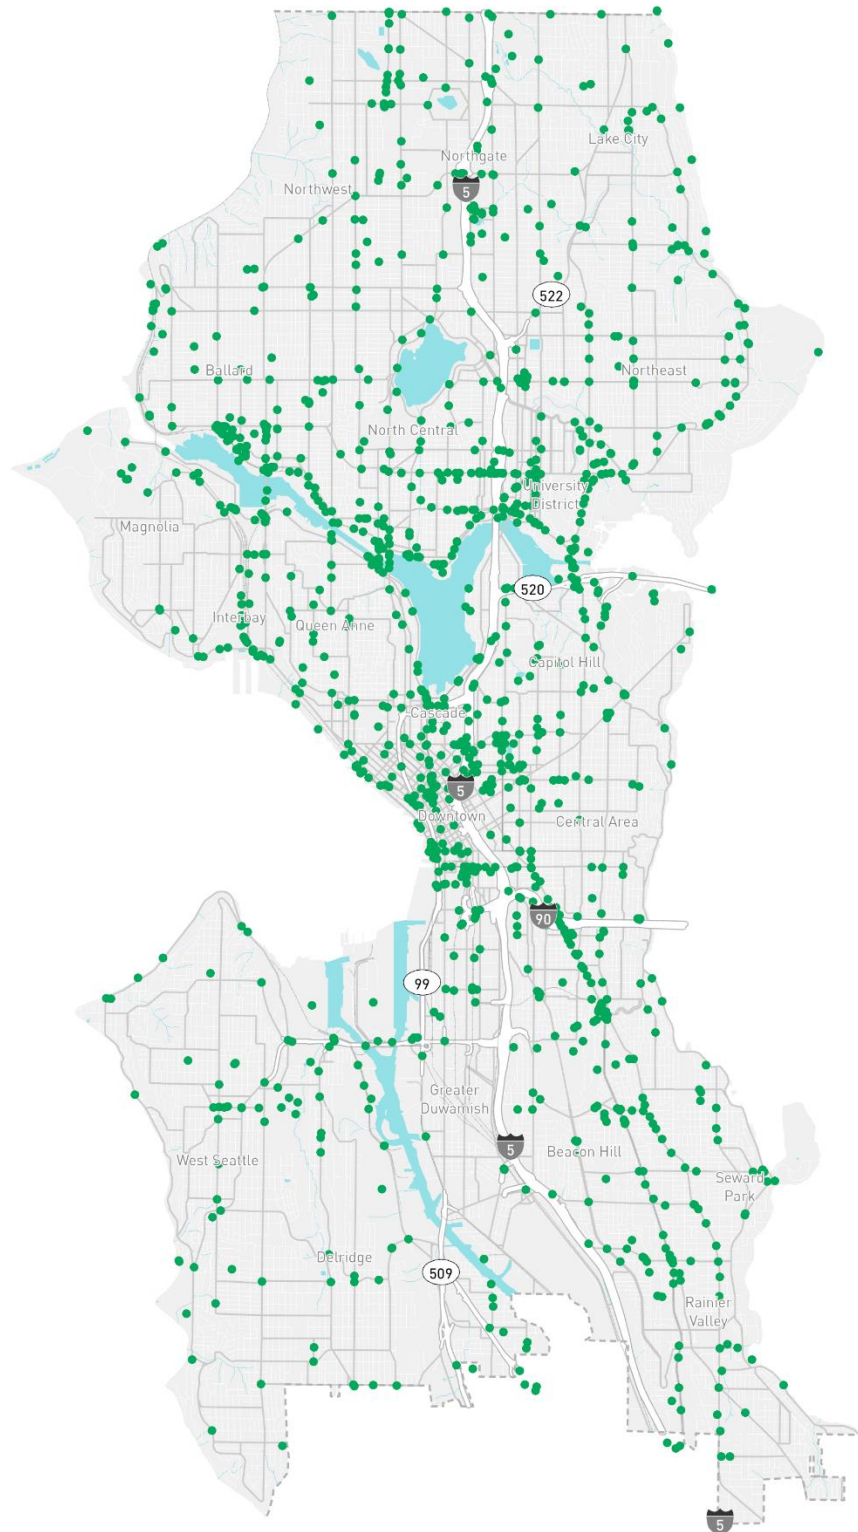 Lake City
Northgate
5
Northwest
522
Ballard
Northeast
North Central
University
District
Magnolia
520
Interbay
Queen Anne
Capitol Hill
Cascade
5
Downtown
Central Area
90
99
Greater
Duwamish
5
Beacon Hill
West Seattle
Seward
Park
Delridge
509
Rainier
Valley
5